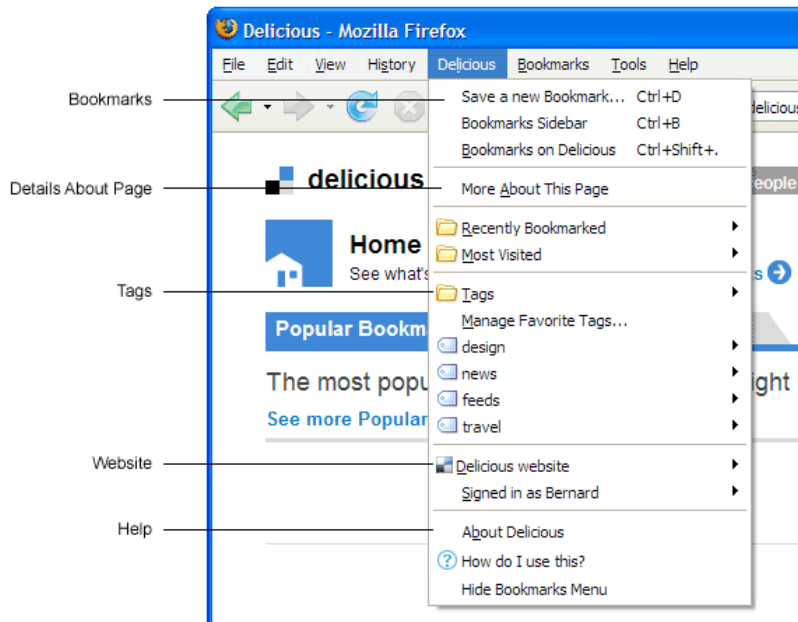 Delicious - Mozilla Firefox
File Edit View History Delicious Bookmarks Tools Help
Bookmarks
Save a new Bookmark... Ctrl+D
delicious
Bookmarks Sidebar Ctrl+B
Bookmarks on Delicious Ctrl+Shift+.
Details About Page
delicious
More About This Page
eople
Recently Bookmarked
Home
Most Visited
See what's
s
Tags
Tags
Manage Favorite Tags...
Popular Bookm
design
news
The most popu
ight
feeds
See more Popular
travel
Website
Delicious website
Signed in as Bernard
Help
About Delicious
? How do I use this?
Hide Bookmarks Menu